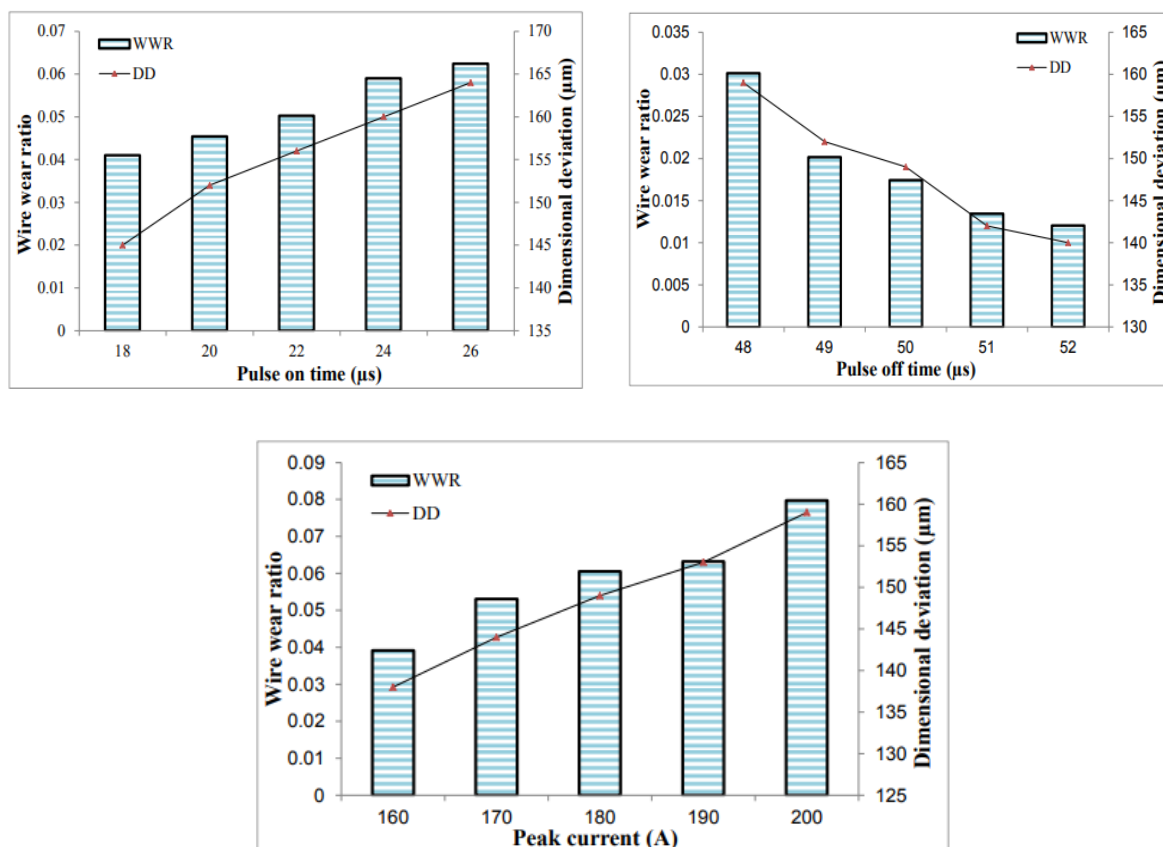 0.07
0.06
0.05
0.04
0.03
0.02
0.01
0
Wire wear ratio
WWR
DD
170
165
160
155
150
145
140
135
Dimensional deviation (µm)
18 20 22 24 26
Pulse on time (µs)
0.035
0.03
0.025
0.02
0.015
0.01
0.005
0
Wire wear ratio
WWR
DD
165
160
155
150
145
140
135
130
Dimensional deviation (µm)
48 49 50 51 52
Pulse off time (µs)
0.09
0.08
0.07
0.06
0.05
0.04
0.03
0.02
0.01
0
Wire wear ratio
WWR
DD
165
160
155
150
145
140
135
130
125
Dimensional deviation (µm)
160 170 180 190 200
Peak current (A)